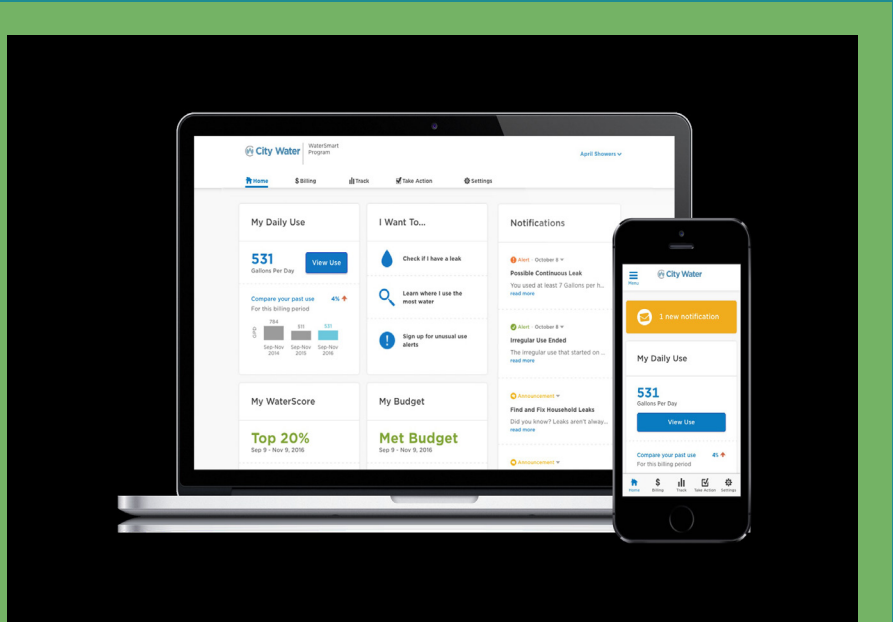 City Water
WaterSmart
Program
April Showers
Home
$ Billing
Track
Take Action
Settings
My Daily Use
531
Gallons Per Day
View Use
Compare your past use
4%
For this billing period
GPD
784
511
531
Sep-Nov
2014
Sep-Nov
2015
Sep-Nov
2016
My WaterScore
Top 20%
Sep 9 - Nov 9, 2016
I Want To...
Check if I have a leak
Learn where I use the
most water
Sign up for unusual use
alerts
My Budget
Met Budget
Sep 9 - Nov 9, 2016
Notifications
Alert · October 6
Possible Continuous Leak
You used at least 7 Gallons per h...
read more
Alert · October 6
Irregular Use Ended
The irregular use that started on ...
read more
Announcement
Find and Fix Household Leaks
Did you know? Leaks aren't alway...
read more
Announcement
Menu
City Water
1 new notification
My Daily Use
531
Gallons Per Day
View Use
Compare your past use
4%
For this billing period
Home
$
Billing
Track
Take Action
Settings